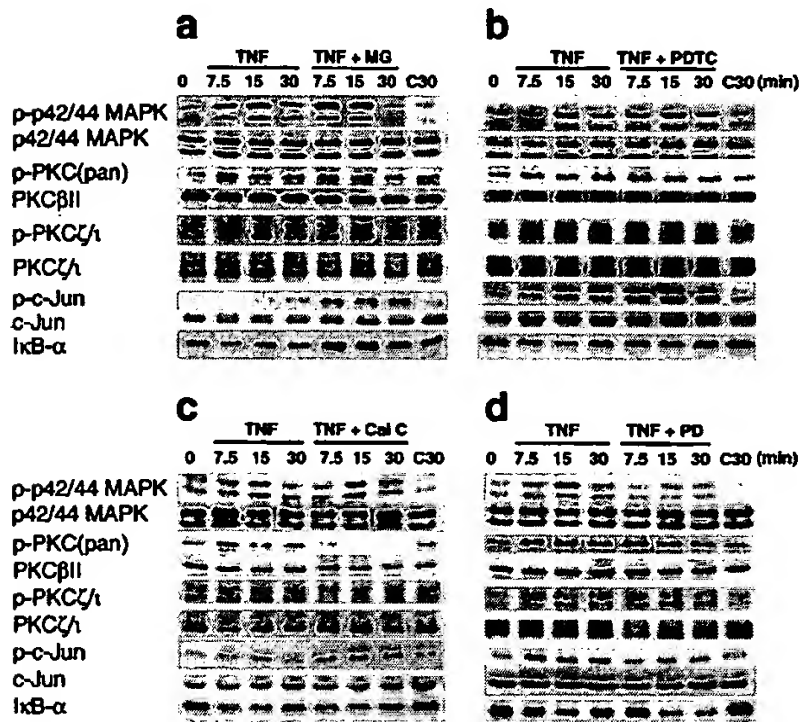 a
TNF TNF + MG
0 7.5 15 30 7.5 15 30 C30
p-p42/44 MAPK
p42/44 MAPK
p-PKC(pan)
PKCβII
p-PKCζ/ι
PKCζ/ι
p-c-Jun
c-Jun
IκB-α
b
TNF TNF + PDTC
0 7.5 15 30 7.5 15 30 C30 (min)
c
TNF TNF + Cal C
0 7.5 15 30 7.5 15 30 C30
p-p42/44 MAPK
p42/44 MAPK
p-PKC(pan)
PKCβII
p-PKCζ/ι
PKCζ/ι
p-c-Jun
c-Jun
IκB-α
d
TNF TNF + PD
0 7.5 15 30 7.5 15 30 C30 (min)